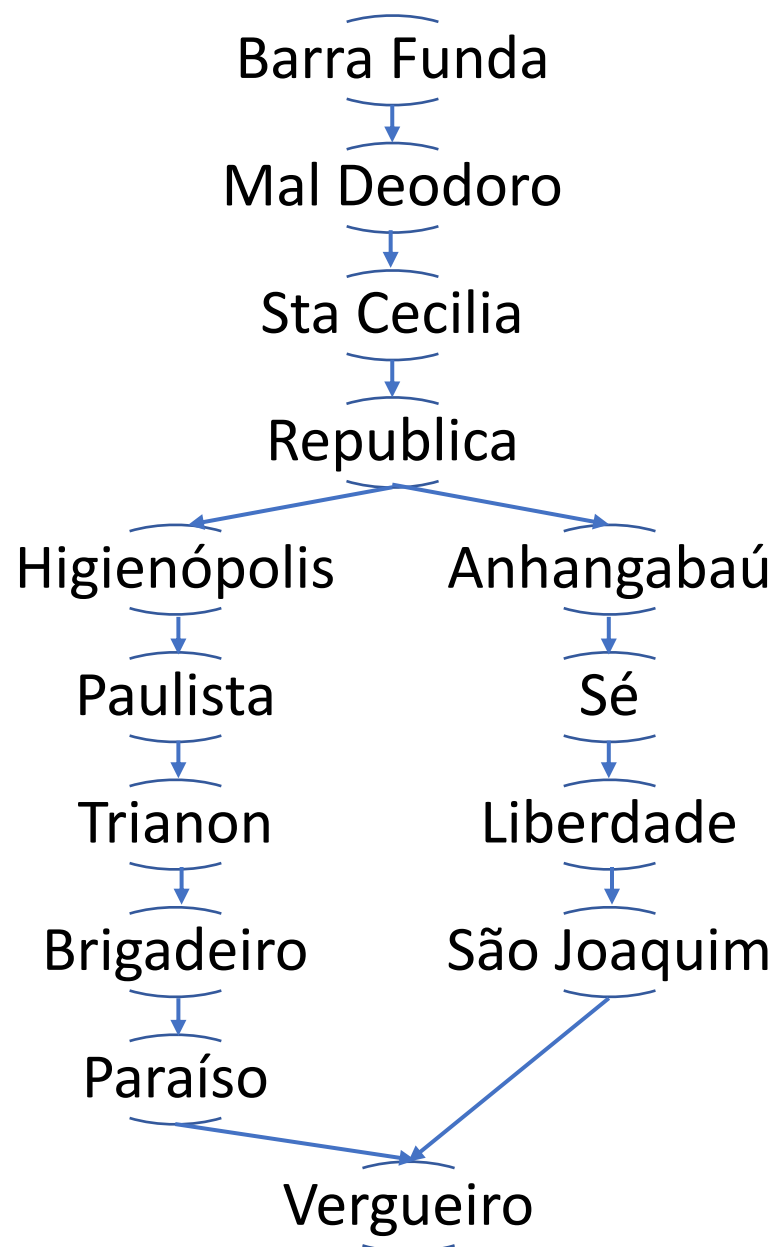 Barra Funda
Mal Deodoro
Sta Cecilia
Republica
Higienópolis
Anhangabaú
Paulista
Sé
Trianon
Liberdade
Brigadeiro
São Joaquim
Paraíso
Vergueiro